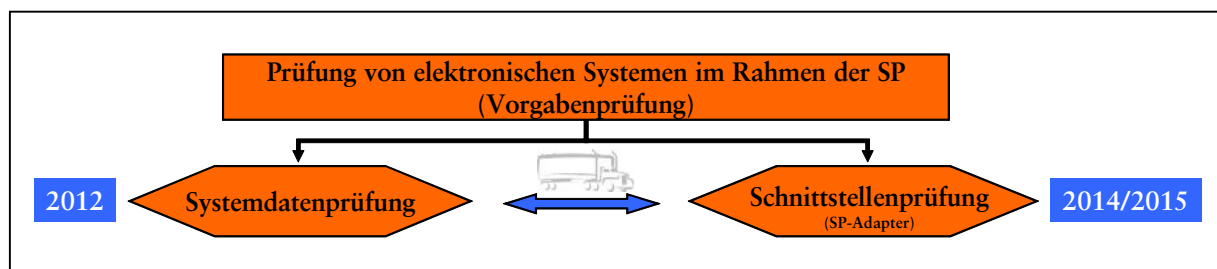 Prüfung von elektronischen Systemen im Rahmen der SP
(Vorgabenprüfung)
2012
Systemdatenprüfung
Schnittstellenprüfung
(SP-Adapter)
2014/2015